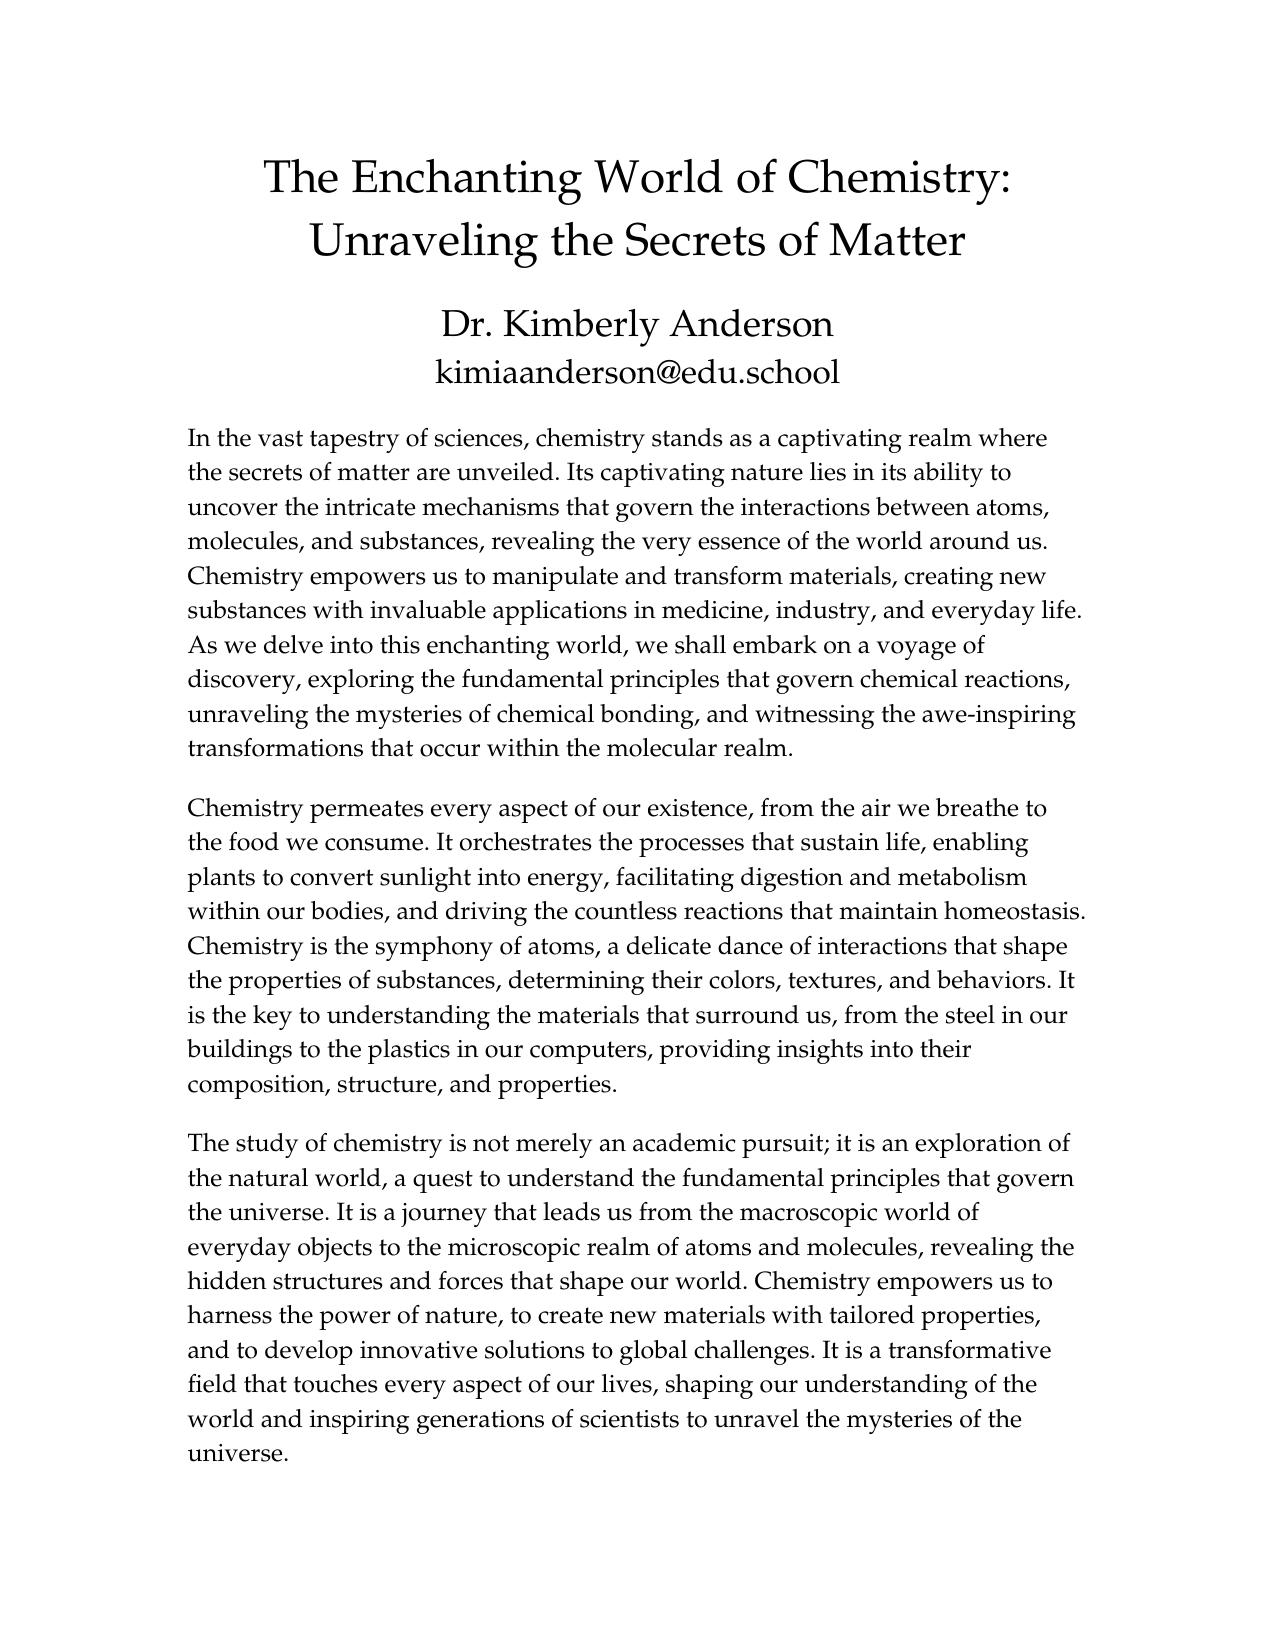 The Enchanting World of Chemistry:
Unraveling the Secrets of Matter
Dr. Kimberly Anderson
kimiaanderson@edu.school
In the vast tapestry of sciences, chemistry stands as a captivating realm where
the secrets of matter are unveiled. Its captivating nature lies in its ability to
uncover the intricate mechanisms that govern the interactions between atoms,
molecules, and substances, revealing the very essence of the world around us.
Chemistry empowers us to manipulate and transform materials, creating new
substances with invaluable applications in medicine, industry, and everyday life.
As we delve into this enchanting world, we shall embark on a voyage of
discovery, exploring the fundamental principles that govern chemical reactions,
unraveling the mysteries of chemical bonding, and witnessing the awe-inspiring
transformations that occur within the molecular realm.
Chemistry permeates every aspect of our existence, from the air we breathe to
the food we consume. It orchestrates the processes that sustain life, enabling
plants to convert sunlight into energy, facilitating digestion and metabolism
within our bodies, and driving the countless reactions that maintain homeostasis.
Chemistry is the symphony of atoms, a delicate dance of interactions that shape
the properties of substances, determining their colors, textures, and behaviors. It
is the key to understanding the materials that surround us, from the steel in our
buildings to the plastics in our computers, providing insights into their
composition, structure, and properties.
The study of chemistry is not merely an academic pursuit; it is an exploration of
the natural world, a quest to understand the fundamental principles that govern
the universe. It is a journey that leads us from the macroscopic world of
everyday objects to the microscopic realm of atoms and molecules, revealing the
hidden structures and forces that shape our world. Chemistry empowers us to
harness the power of nature, to create new materials with tailored properties,
and to develop innovative solutions to global challenges. It is a transformative
field that touches every aspect of our lives, shaping our understanding of the
world and inspiring generations of scientists to unravel the mysteries of the
universe.